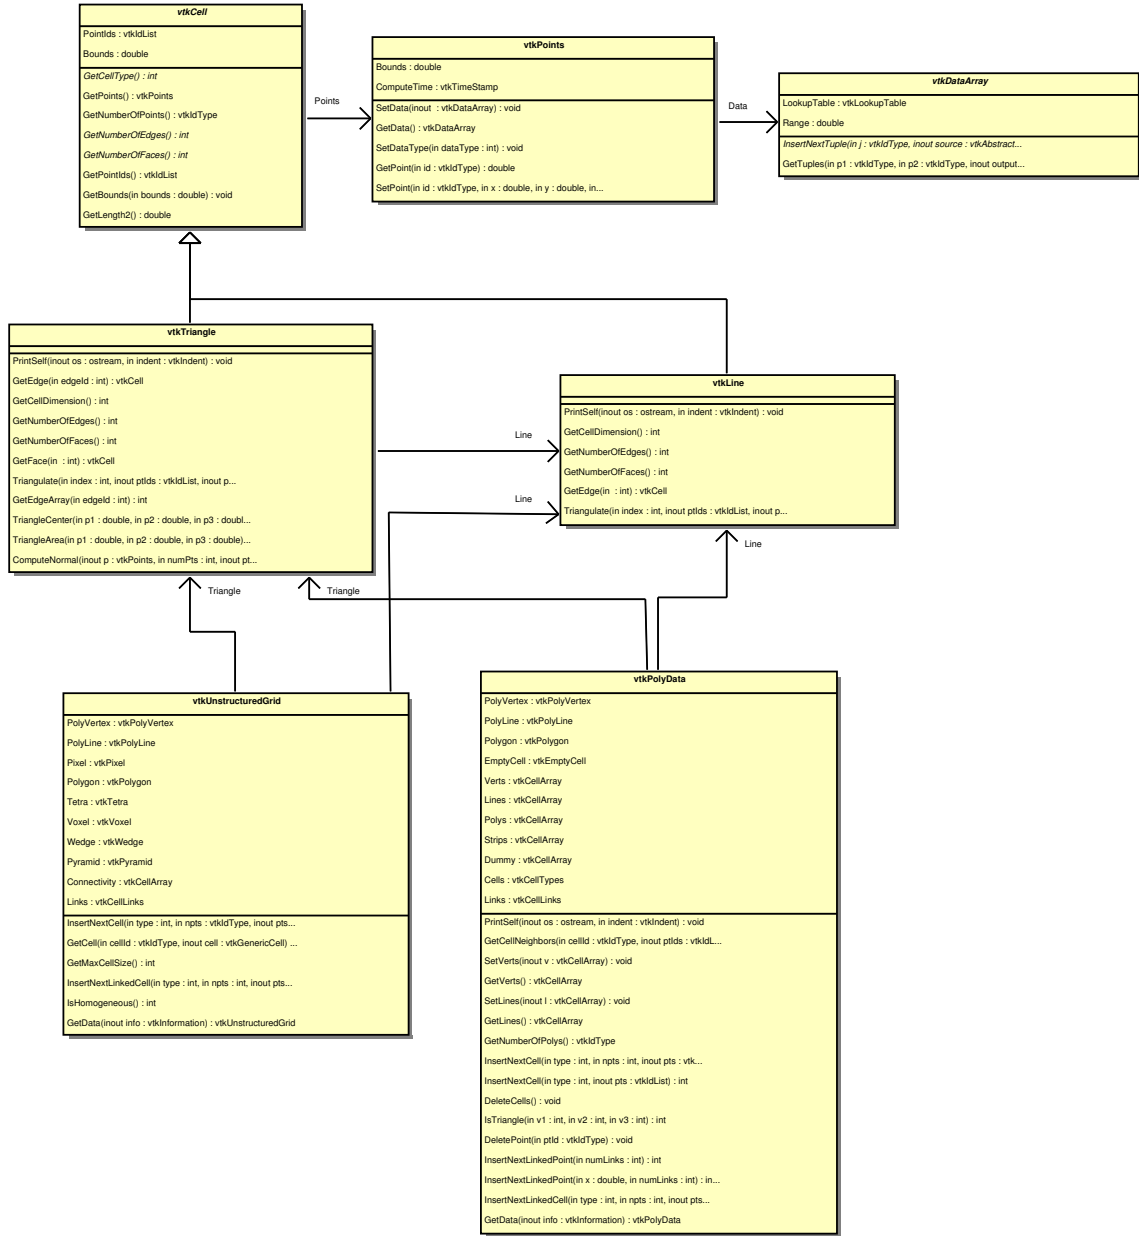 vtkCell
PointIds : vtkIdList
Bounds : double
GetCellType() : int
GetPoints() : vtkPoints
GetNumberOfPoints() : vtkIdType
GetNumberOfEdges() : int
GetNumberOfFaces() : int
GetPointIds() : vtkIdList
GetBounds(in bounds : double) : void
GetLength2() : double
Points
vtkPoints
Bounds : double
ComputeTime : vtkTimeStamp
SetData(inout  : vtkDataArray) : void
GetData() : vtkDataArray
SetDataType(in dataType : int) : void
GetPoint(in id : vtkIdType) : double
SetPoint(in id : vtkIdType, in x : double, in y : double, in...
Data
vtkDataArray
LookupTable : vtkLookupTable
Range : double
InsertNextTuple(in j : vtkIdType, inout source : vtkAbstract...
GetTuples(in p1 : vtkIdType, in p2 : vtkIdType, inout output...
vtkTriangle
PrintSelf(inout os : ostream, in indent : vtkIndent) : void
GetEdge(in edgeId : int) : vtkCell
GetCellDimension() : int
GetNumberOfEdges() : int
GetNumberOfFaces() : int
GetFace(in  : int) : vtkCell
Triangulate(in index : int, inout ptIds : vtkIdList, inout p...
GetEdgeArray(in edgeId : int) : int
TriangleCenter(in p1 : double, in p2 : double, in p3 : doubl...
TriangleArea(in p1 : double, in p2 : double, in p3 : double)...
ComputeNormal(inout p : vtkPoints, in numPts : int, inout pt...
Line
Line
vtkLine
PrintSelf(inout os : ostream, in indent : vtkIndent) : void
GetCellDimension() : int
GetNumberOfEdges() : int
GetNumberOfFaces() : int
GetEdge(in  : int) : vtkCell
Triangulate(in index : int, inout ptIds : vtkIdList, inout p...
Line
Triangle
Triangle
vtkUnstructuredGrid
PolyVertex : vtkPolyVertex
PolyLine : vtkPolyLine
Pixel : vtkPixel
Polygon : vtkPolygon
Tetra : vtkTetra
Voxel : vtkVoxel
Wedge : vtkWedge
Pyramid : vtkPyramid
Connectivity : vtkCellArray
Links : vtkCellLinks
InsertNextCell(in type : int, in npts : vtkIdType, inout pts...
GetCell(in cellId : vtkIdType, inout cell : vtkGenericCell) ...
GetMaxCellSize() : int
InsertNextLinkedCell(in type : int, in npts : int, inout pts...
IsHomogeneous() : int
GetData(inout info : vtkInformation) : vtkUnstructuredGrid
vtkPolyData
PolyVertex : vtkPolyVertex
PolyLine : vtkPolyLine
Polygon : vtkPolygon
EmptyCell : vtkEmptyCell
Verts : vtkCellArray
Lines : vtkCellArray
Polys : vtkCellArray
Strips : vtkCellArray
Dummy : vtkCellArray
Cells : vtkCellTypes
Links : vtkCellLinks
PrintSelf(inout os : ostream, in indent : vtkIndent) : void
GetCellNeighbors(in cellId : vtkIdType, inout ptIds : vtkIdL...
SetVerts(inout v : vtkCellArray) : void
GetVerts() : vtkCellArray
SetLines(inout l : vtkCellArray) : void
GetLines() : vtkCellArray
GetNumberOfPolys() : vtkIdType
InsertNextCell(in type : int, in npts : int, inout pts : vtk...
InsertNextCell(in type : int, inout pts : vtkIdList) : int
DeleteCells() : void
IsTriangle(in v1 : int, in v2 : int, in v3 : int) : int
DeletePoint(in ptId : vtkIdType) : void
InsertNextLinkedPoint(in numLinks : int) : int
InsertNextLinkedPoint(in x : double, in numLinks : int) : in...
InsertNextLinkedCell(in type : int, in npts : int, inout pts...
GetData(inout info : vtkInformation) : vtkPolyData